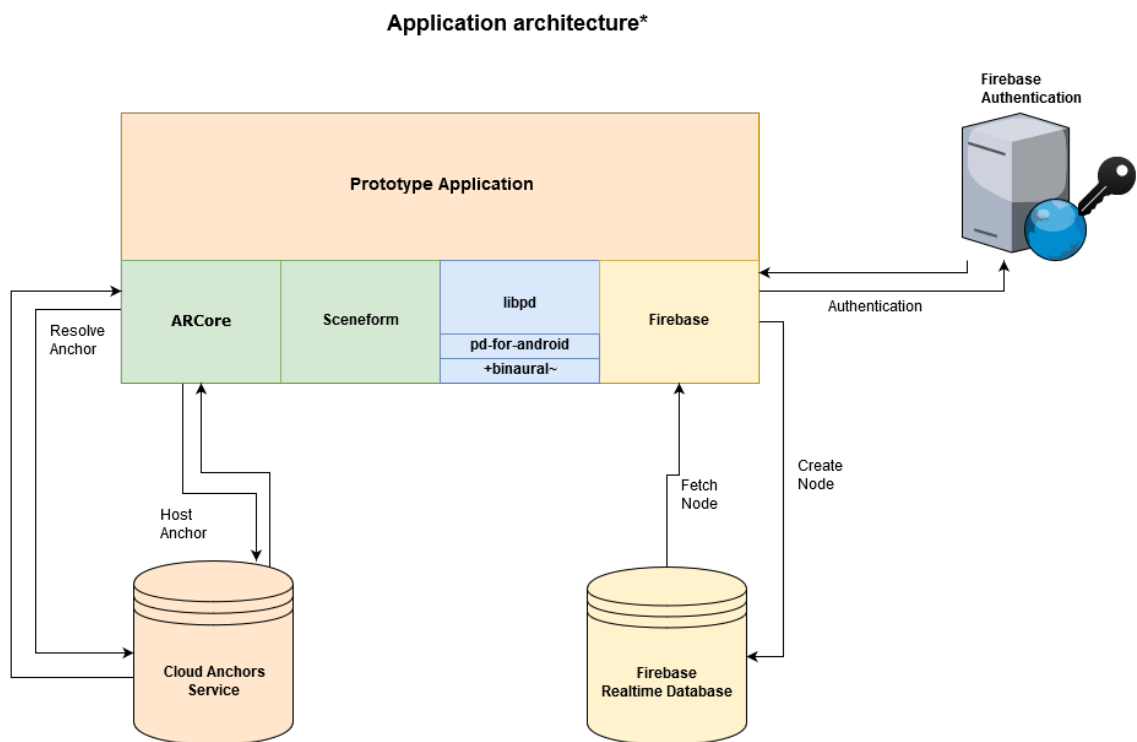 Application architecture*
Firebase
Authentication
Prototype Application
ARCore
Sceneform
libpd
pd-for-android
+binaural~
Firebase
Authentication
Resolve
Anchor
Host
Anchor
Fetch
Node
Create
Node
Cloud Anchors
Service
Firebase
Realtime Database